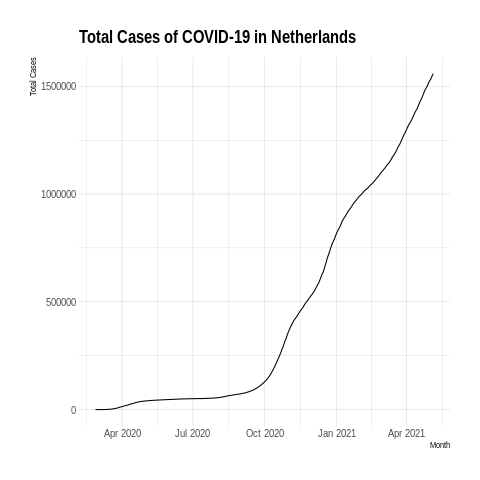 Total Cases of COVID-19 in Netherlands
Total Cases
1500000
1000000
500000
0
Apr 2020 Jul 2020 Oct 2020 Jan 2021 Apr 2021
Month